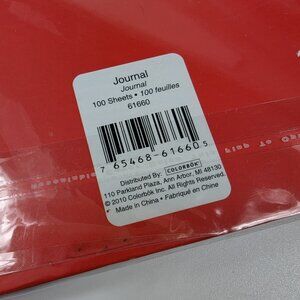 Journal
Journal
100 Sheets • 100 feuilles
61660
7 65468 61660 5
Distributed By: COLORBÖK
110 Parkland Plaza, Ann Arbor, MI 48130
© 2010 Colorbök Inc. All Rights Reserved.
Made in China • Fabriqué en Chine